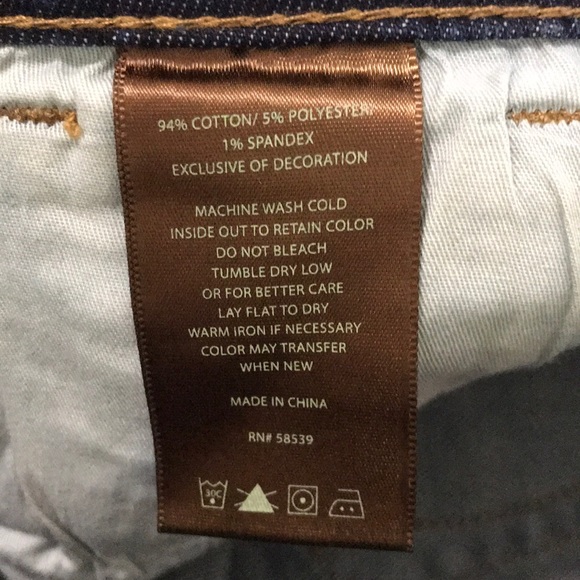 94% COTTON/ 5% POLYESTER/
1% SPANDEX
EXCLUSIVE OF DECORATION
MACHINE WASH COLD
INSIDE OUT TO RETAIN COLOR
DO NOT BLEACH
TUMBLE DRY LOW
OR FOR BETTER CARE
LAY FLAT TO DRY
WARM IRON IF NECESSARY
COLOR MAY TRANSFER
WHEN NEW
MADE IN CHINA
RN# 58539
30C